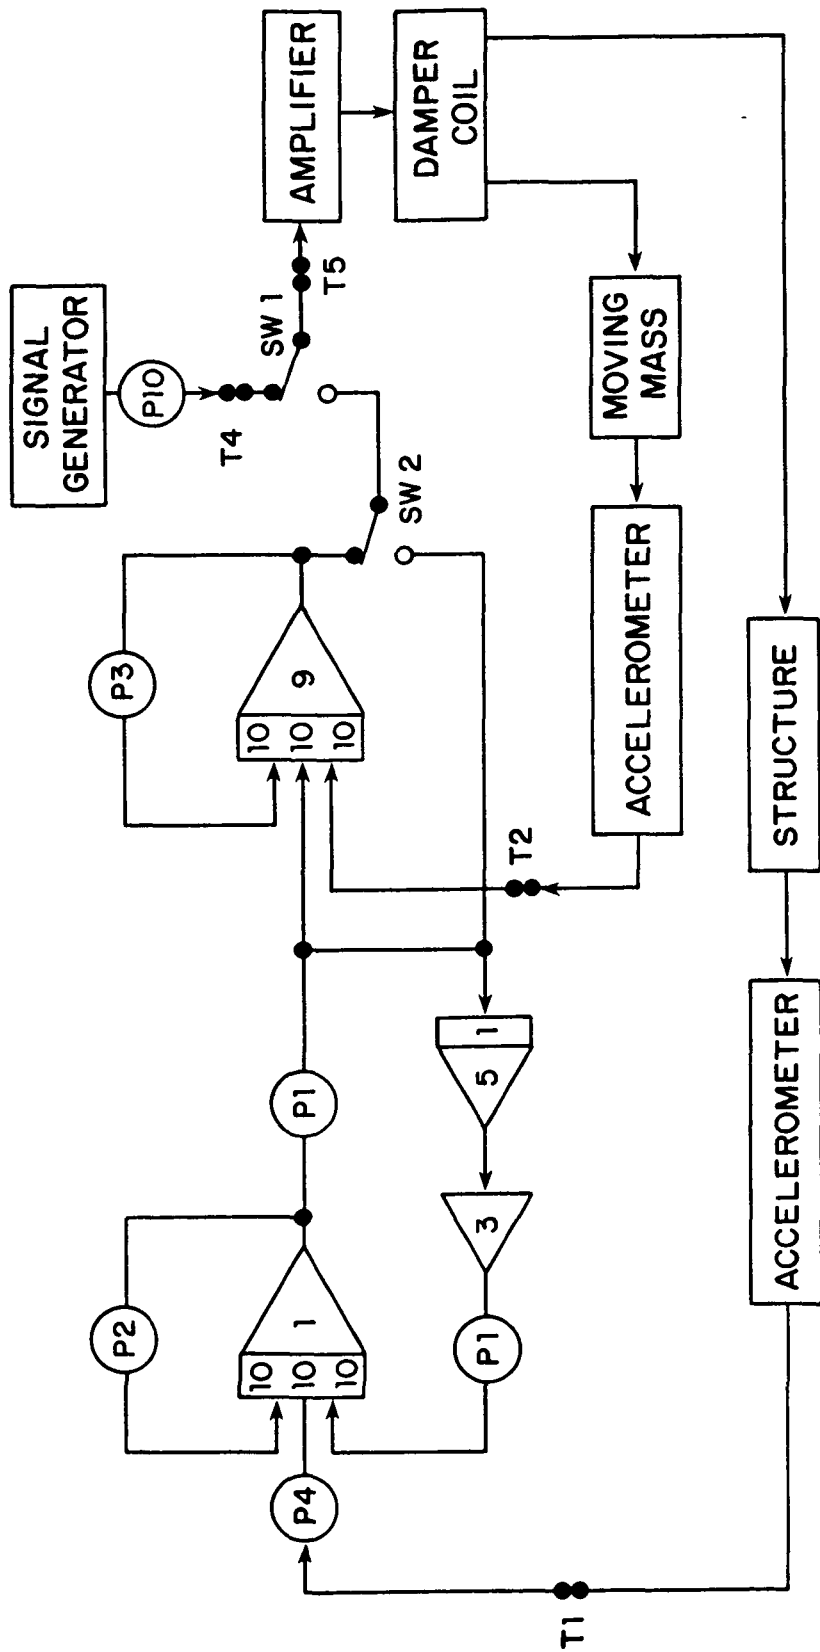 SIGNAL
GENERATOR
P2
P3
P10
T4
SW 1
10
10
10
1
P4
P1
10
10
10
9
T5
AMPLIFIER
SW 2
DAMPER
COIL
P1
3
5
1
T2
T1
ACCELEROMETER
MOVING
MASS
ACCELEROMETER
STRUCTURE